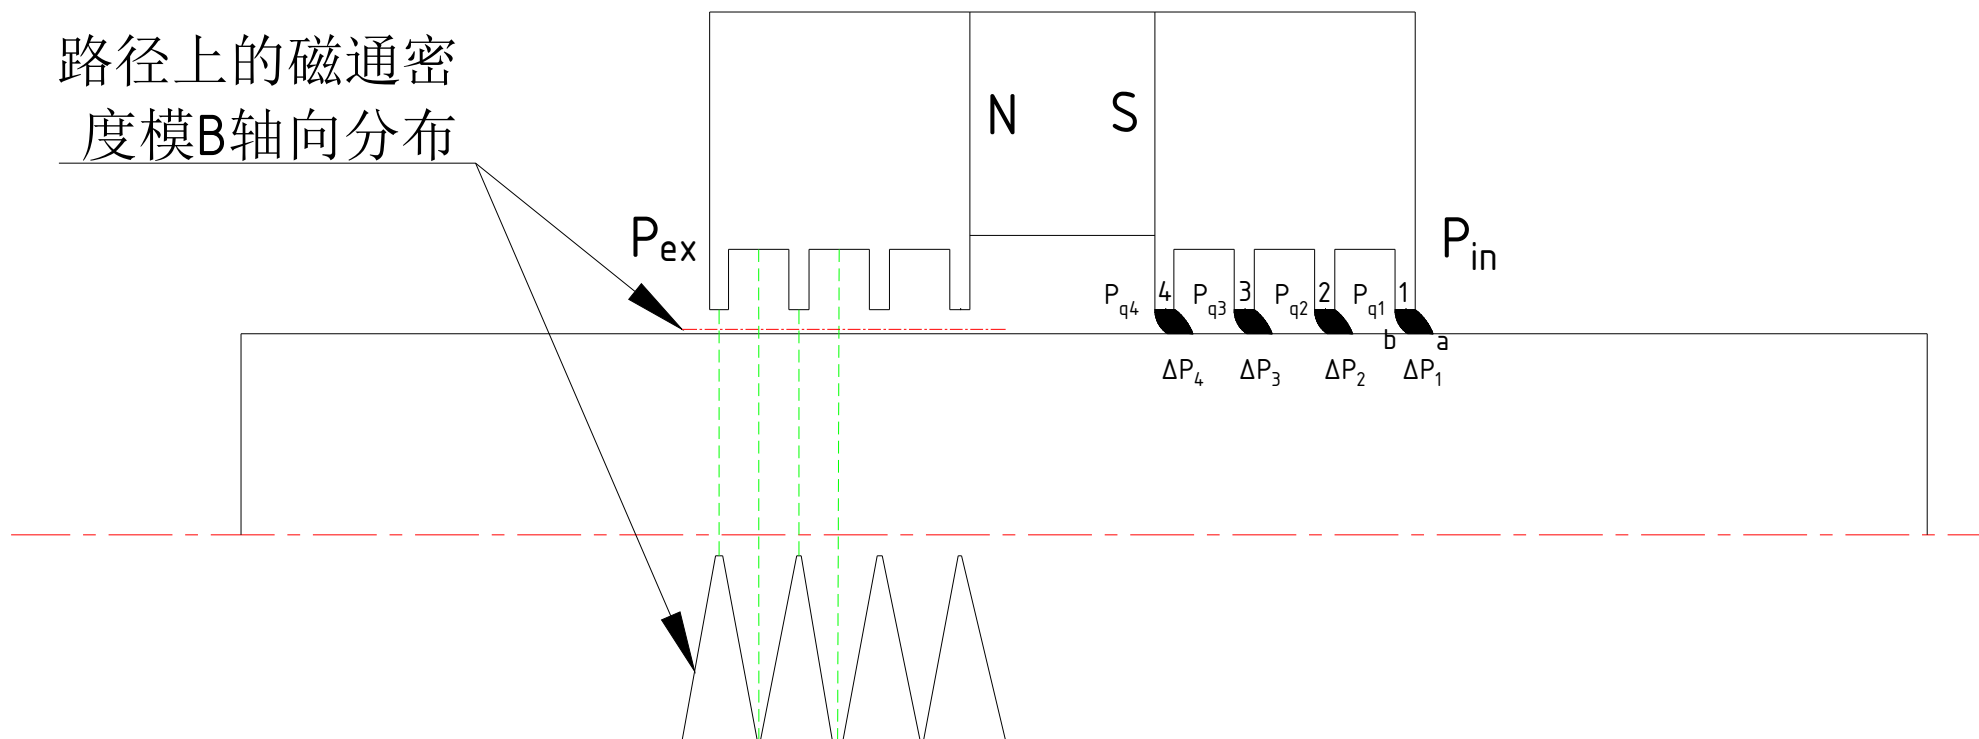 路径上的磁通密
度模B轴向分布
N S
Pex
Pin
Pq4 4 Pq3 3 Pq2 2 Pq1 1
b a
ΔP4 ΔP3 ΔP2 ΔP1